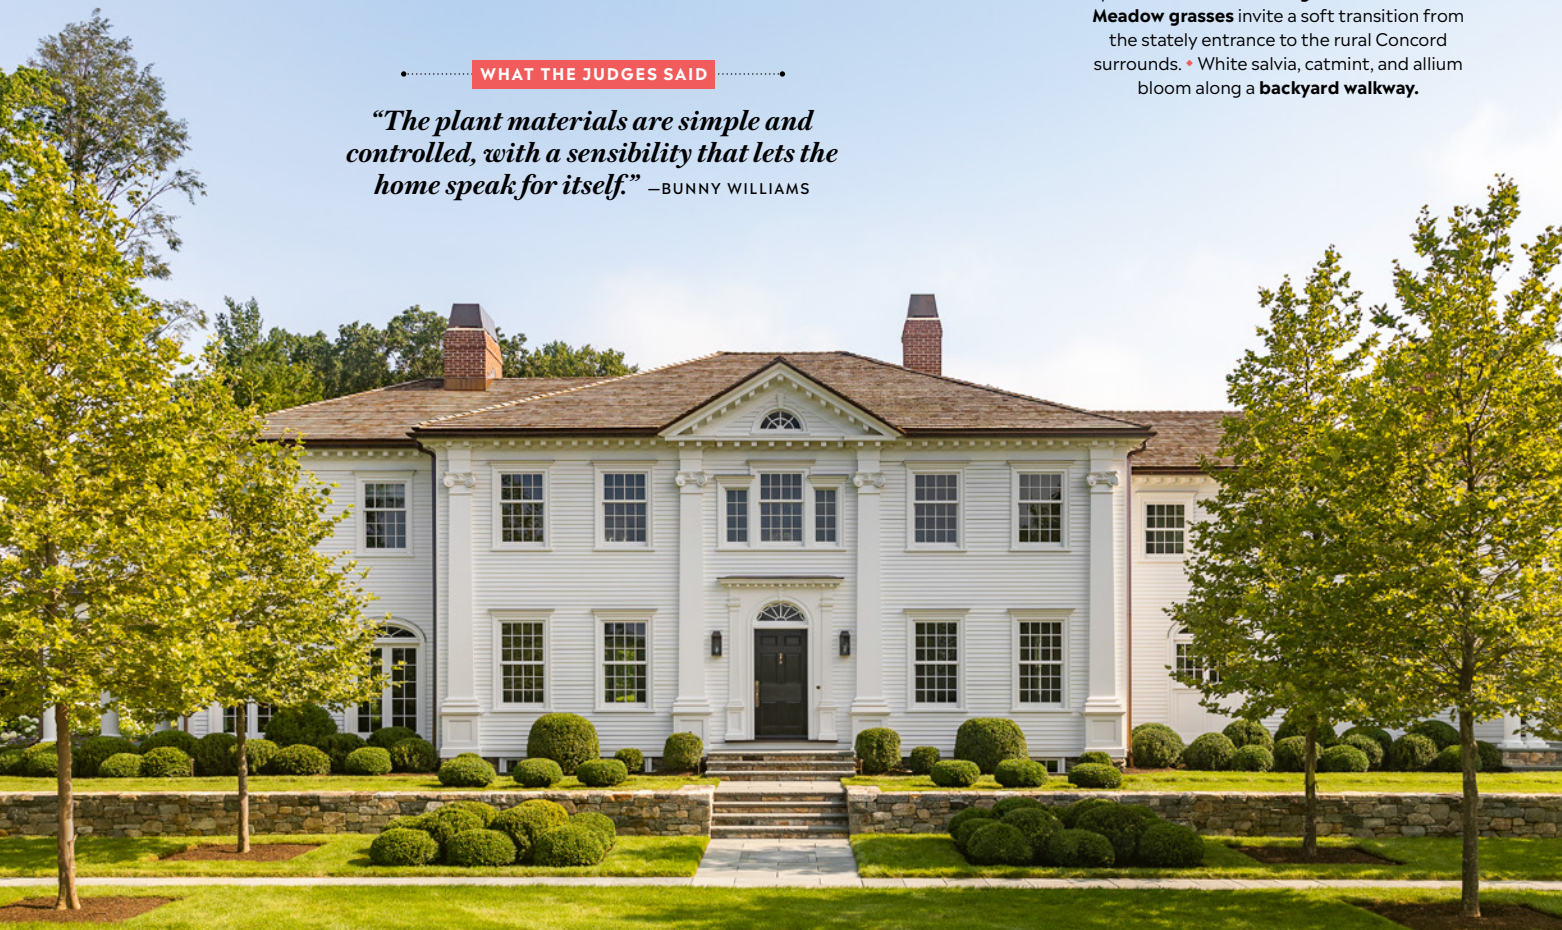 WHAT THE JUDGES SAID
“The plant materials are simple and
controlled, with a sensibility that lets the
home speak for itself.” —BUNNY WILLIAMS
Meadow grasses invite a soft transition from
the stately entrance to the rural Concord
surrounds. • White salvia, catmint, and allium
bloom along a backyard walkway.